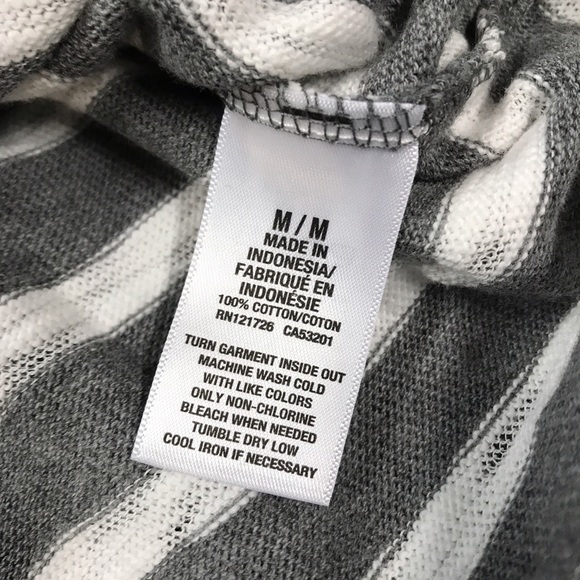 M / M
MADE IN
INDONESIA/
FABRIQUÉ EN
INDONÉSIE
100% COTTON/COTON
RN121726 CA53201
TURN GARMENT INSIDE OUT
MACHINE WASH COLD
WITH LIKE COLORS
ONLY NON-CHLORINE
BLEACH WHEN NEEDED
TUMBLE DRY LOW
COOL IRON IF NECESSARY